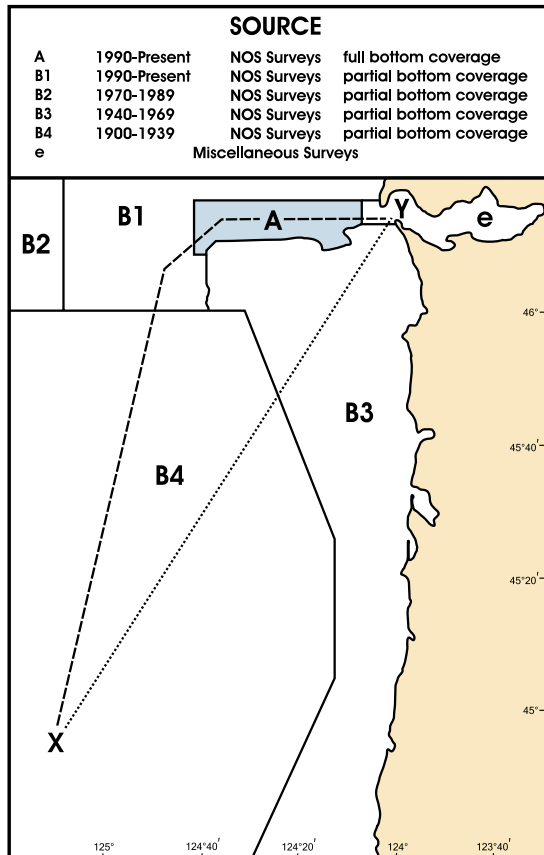 SOURCE
A 1990-Present NOS Surveys full bottom coverage
B1 1990-Present NOS Surveys partial bottom coverage
B2 1970-1989 NOS Surveys partial bottom coverage
B3 1940-1969 NOS Surveys partial bottom coverage
B4 1900-1939 NOS Surveys partial bottom coverage
e Miscellaneous Surveys
B1
A
Y
e
B2
46°
B3
45°40′
B4
45°20′
45°
X
125° 124°40′ 124°20′ 124° 123°40′